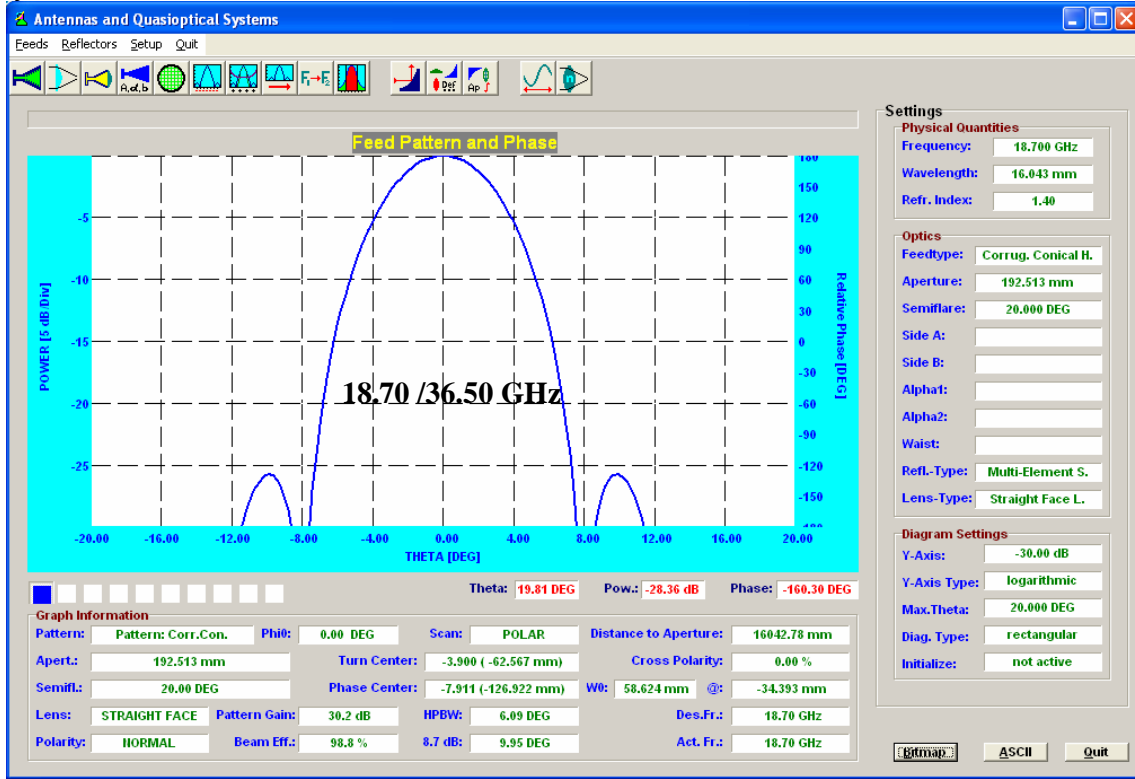 Antennas and Quasioptical Systems
Feeds Reflectors Setup Quit
A,α,b F₁→F₂ Def Ap
Feed Pattern and Phase
POWER [5 dB/Div]
-5
-10
-15
-20
-25
180
150
120
90
60
30
0
-30
-60
-90
-120
-150
-180
Relative Phase [DEG]
18.70 /36.50 GHz
-20.00 -16.00 -12.00 -8.00 -4.00 0.00 4.00 8.00 12.00 16.00 20.00
THETA [DEG]
Theta: 19.81 DEG Pow.: -28.36 dB Phase: -160.30 DEG
Graph Information
Pattern: Pattern: Corr.Con. Phi0: 0.00 DEG Scan: POLAR Distance to Aperture: 16042.78 mm
Apert.: 192.513 mm Turn Center: -3.900 ( -62.567 mm) Cross Polarity: 0.00 %
Semifl.: 20.00 DEG Phase Center: -7.911 (-126.922 mm) W0: 58.624 mm @: -34.393 mm
Lens: STRAIGHT FACE Pattern Gain: 30.2 dB HPBW: 6.09 DEG Des.Fr.: 18.70 GHz
Polarity: NORMAL Beam Eff.: 98.8 % 8.7 dB: 9.95 DEG Act. Fr.: 18.70 GHz
Settings
Physical Quantities
Frequency: 18.700 GHz
Wavelength: 16.043 mm
Refr. Index: 1.40
Optics
Feedtype: Corrug. Conical H.
Aperture: 192.513 mm
Semiflare: 20.000 DEG
Side A:
Side B:
Alpha1:
Alpha2:
Waist:
Refl.-Type: Multi-Element S.
Lens-Type: Straight Face L.
Diagram Settings
Y-Axis: -30.00 dB
Y-Axis Type: logarithmic
Max.Theta: 20.000 DEG
Diag. Type: rectangular
Initialize: not active
Bitmap ASCII Quit